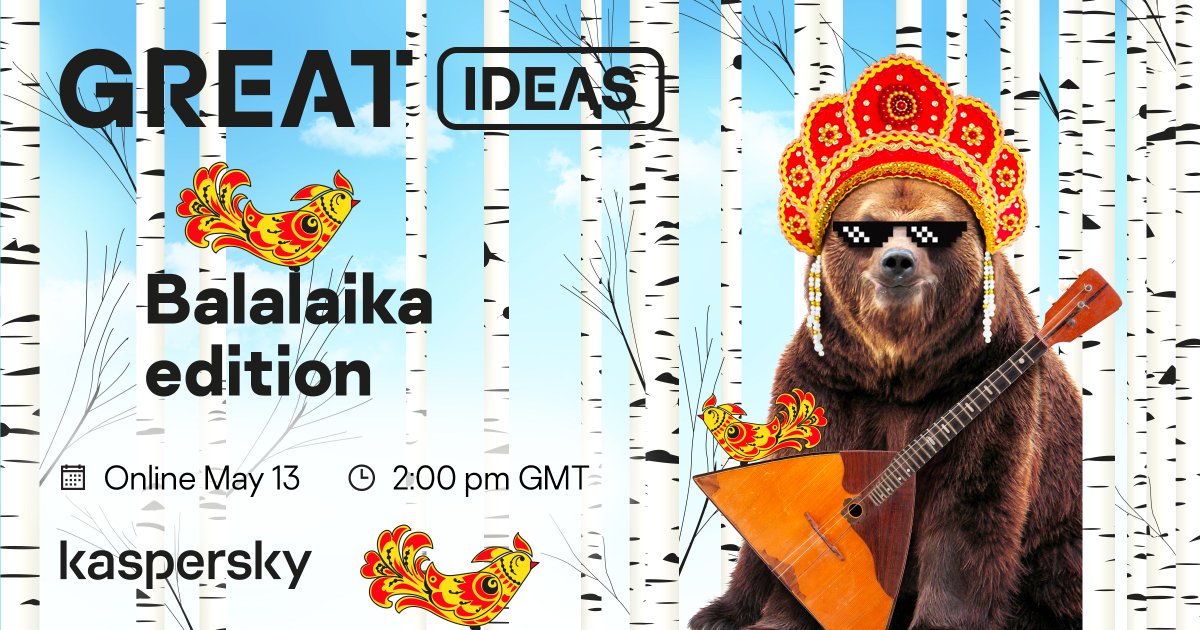 GREAT IDEAS
Balalaika
edition
Online May 13 2:00 pm GMT
kaspersky